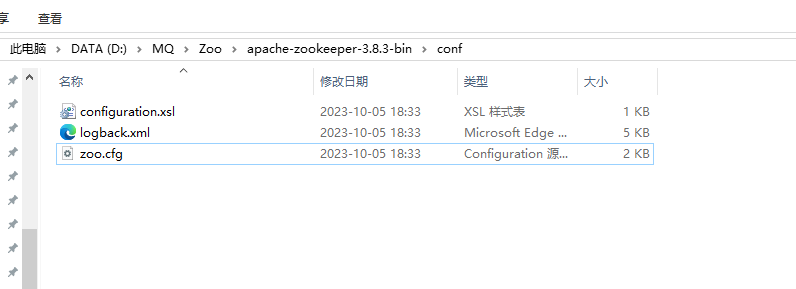 享 查看
此电脑 › DATA (D:) › MQ › Zoo › apache-zookeeper-3.8.3-bin › conf
名称 修改日期 类型 大小
configuration.xsl 2023-10-05 18:33 XSL 样式表 1 KB
logback.xml 2023-10-05 18:33 Microsoft Edge ... 5 KB
zoo.cfg 2023-10-05 18:33 Configuration 源... 2 KB